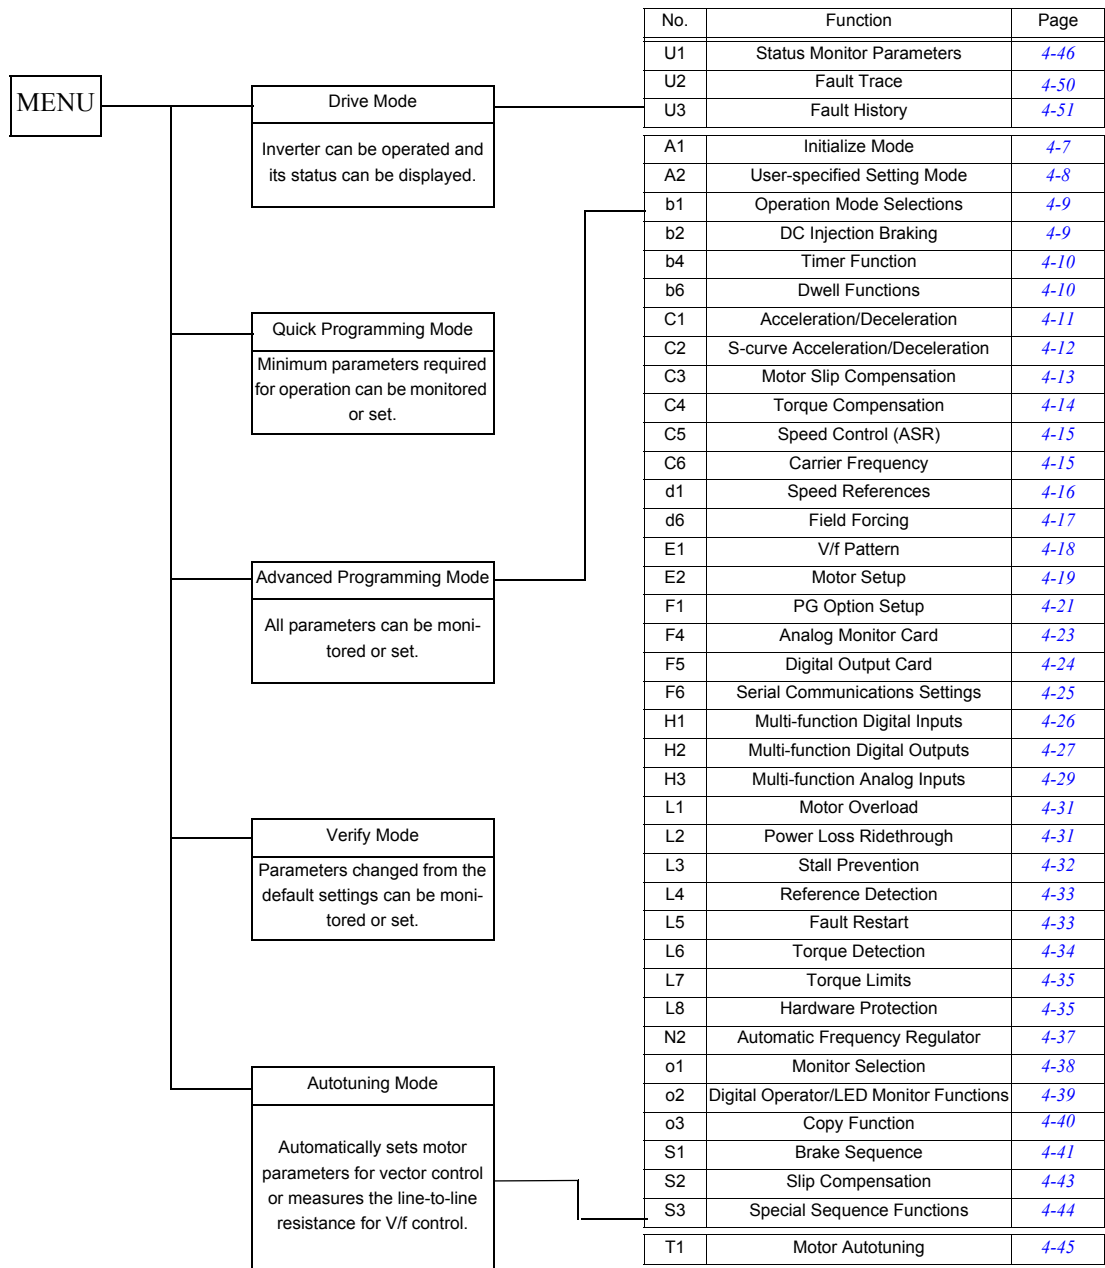 MENU
Drive Mode
Inverter can be operated and
its status can be displayed.
Quick Programming Mode
Minimum parameters required
for operation can be monitored
or set.
Advanced Programming Mode
All parameters can be moni-
tored or set.
Verify Mode
Parameters changed from the
default settings can be moni-
tored or set.
Autotuning Mode
Automatically sets motor
parameters for vector control
or measures the line-to-line
resistance for V/f control.
No. Function Page
U1 Status Monitor Parameters 4-46
U2 Fault Trace 4-50
U3 Fault History 4-51
A1 Initialize Mode 4-7
A2 User-specified Setting Mode 4-8
b1 Operation Mode Selections 4-9
b2 DC Injection Braking 4-9
b4 Timer Function 4-10
b6 Dwell Functions 4-10
C1 Acceleration/Deceleration 4-11
C2 S-curve Acceleration/Deceleration 4-12
C3 Motor Slip Compensation 4-13
C4 Torque Compensation 4-14
C5 Speed Control (ASR) 4-15
C6 Carrier Frequency 4-15
d1 Speed References 4-16
d6 Field Forcing 4-17
E1 V/f Pattern 4-18
E2 Motor Setup 4-19
F1 PG Option Setup 4-21
F4 Analog Monitor Card 4-23
F5 Digital Output Card 4-24
F6 Serial Communications Settings 4-25
H1 Multi-function Digital Inputs 4-26
H2 Multi-function Digital Outputs 4-27
H3 Multi-function Analog Inputs 4-29
L1 Motor Overload 4-31
L2 Power Loss Ridethrough 4-31
L3 Stall Prevention 4-32
L4 Reference Detection 4-33
L5 Fault Restart 4-33
L6 Torque Detection 4-34
L7 Torque Limits 4-35
L8 Hardware Protection 4-35
N2 Automatic Frequency Regulator 4-37
o1 Monitor Selection 4-38
o2 Digital Operator/LED Monitor Functions 4-39
o3 Copy Function 4-40
S1 Brake Sequence 4-41
S2 Slip Compensation 4-43
S3 Special Sequence Functions 4-44
T1 Motor Autotuning 4-45